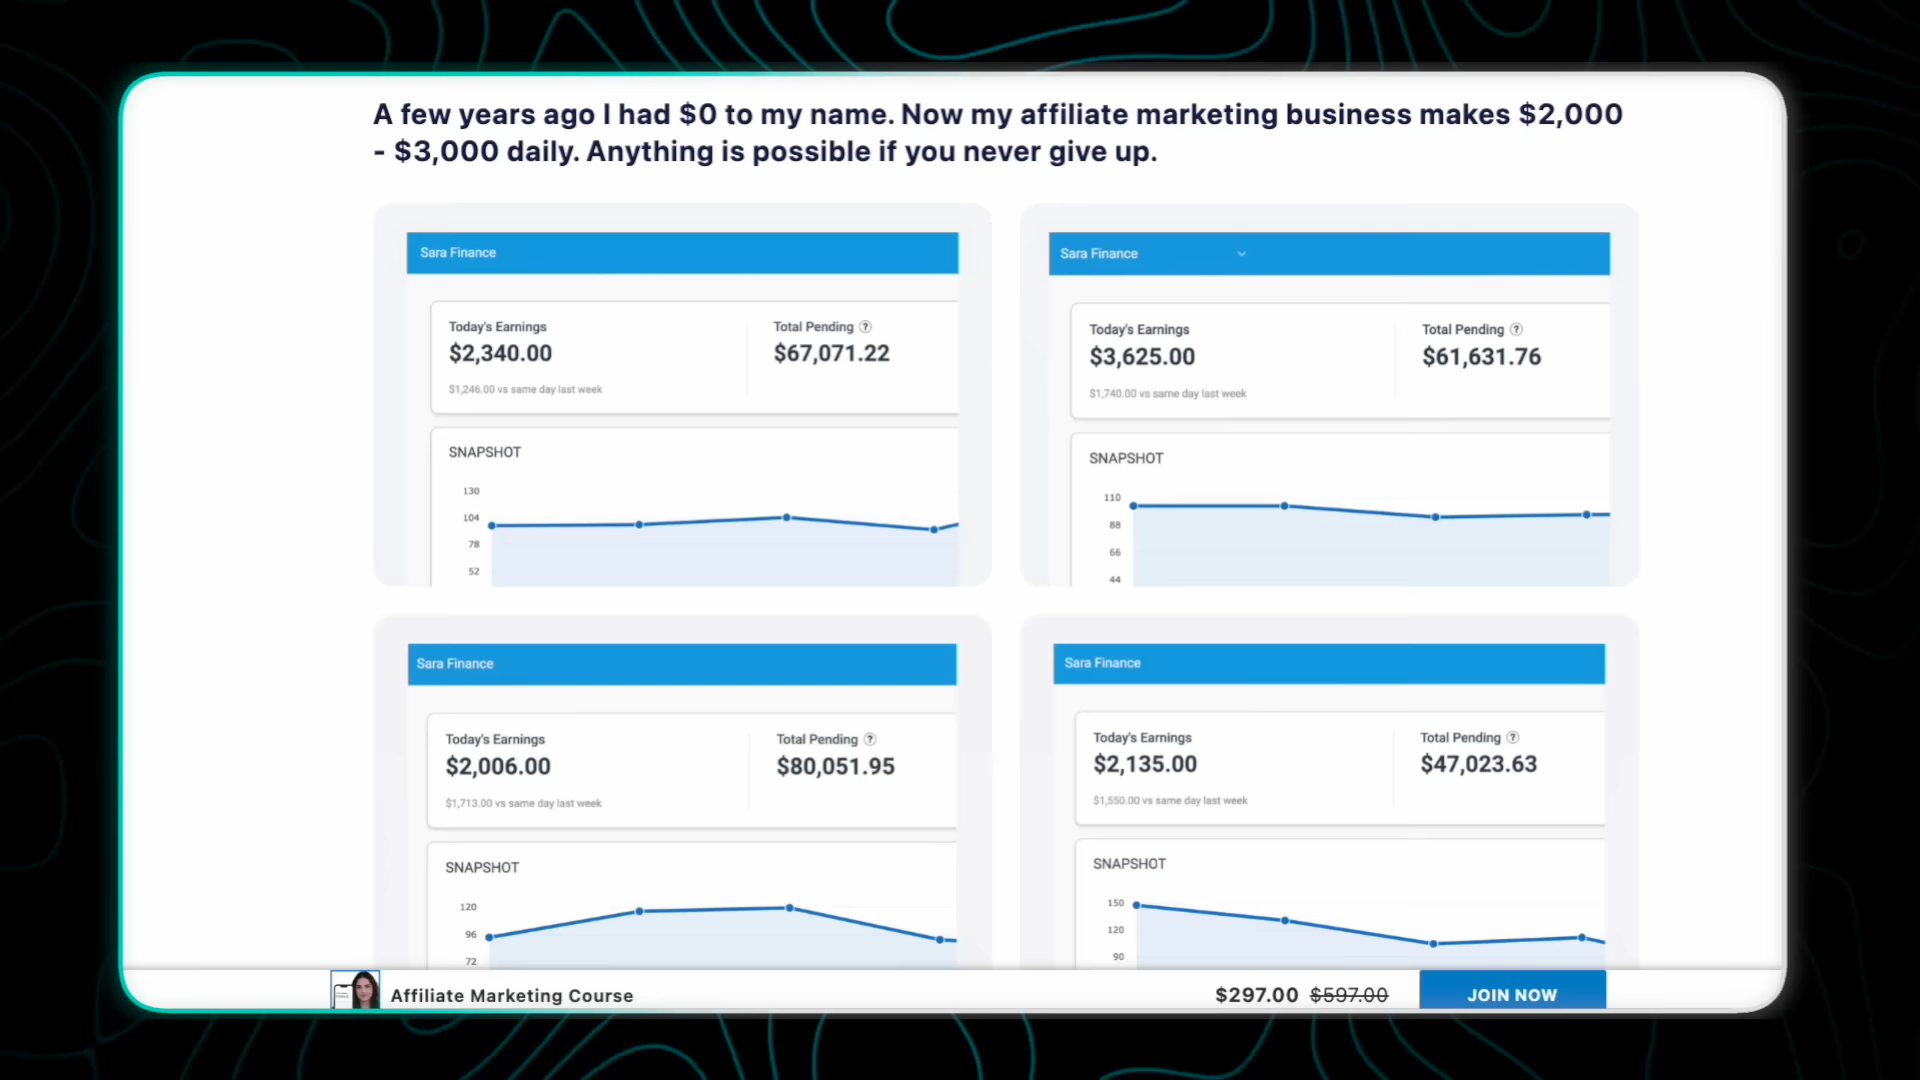 A few years ago I had $0 to my name. Now my affiliate marketing business makes $2,000
- $3,000 daily. Anything is possible if you never give up.
Sara Finance
Today's Earnings
$2,340.00
$1,246.00 vs same day last week
Total Pending ?
$67,071.22
SNAPSHOT
130
104
78
52
Sara Finance
Today's Earnings
$3,625.00
$1,740.00 vs same day last week
Total Pending ?
$61,631.76
SNAPSHOT
110
88
66
44
Sara Finance
Today's Earnings
$2,006.00
$1,713.00 vs same day last week
Total Pending ?
$80,051.95
SNAPSHOT
120
96
72
Sara Finance
Today's Earnings
$2,135.00
$1,550.00 vs same day last week
Total Pending ?
$47,023.63
SNAPSHOT
150
120
90
Affiliate Marketing Course
$297.00 $597.00
JOIN NOW